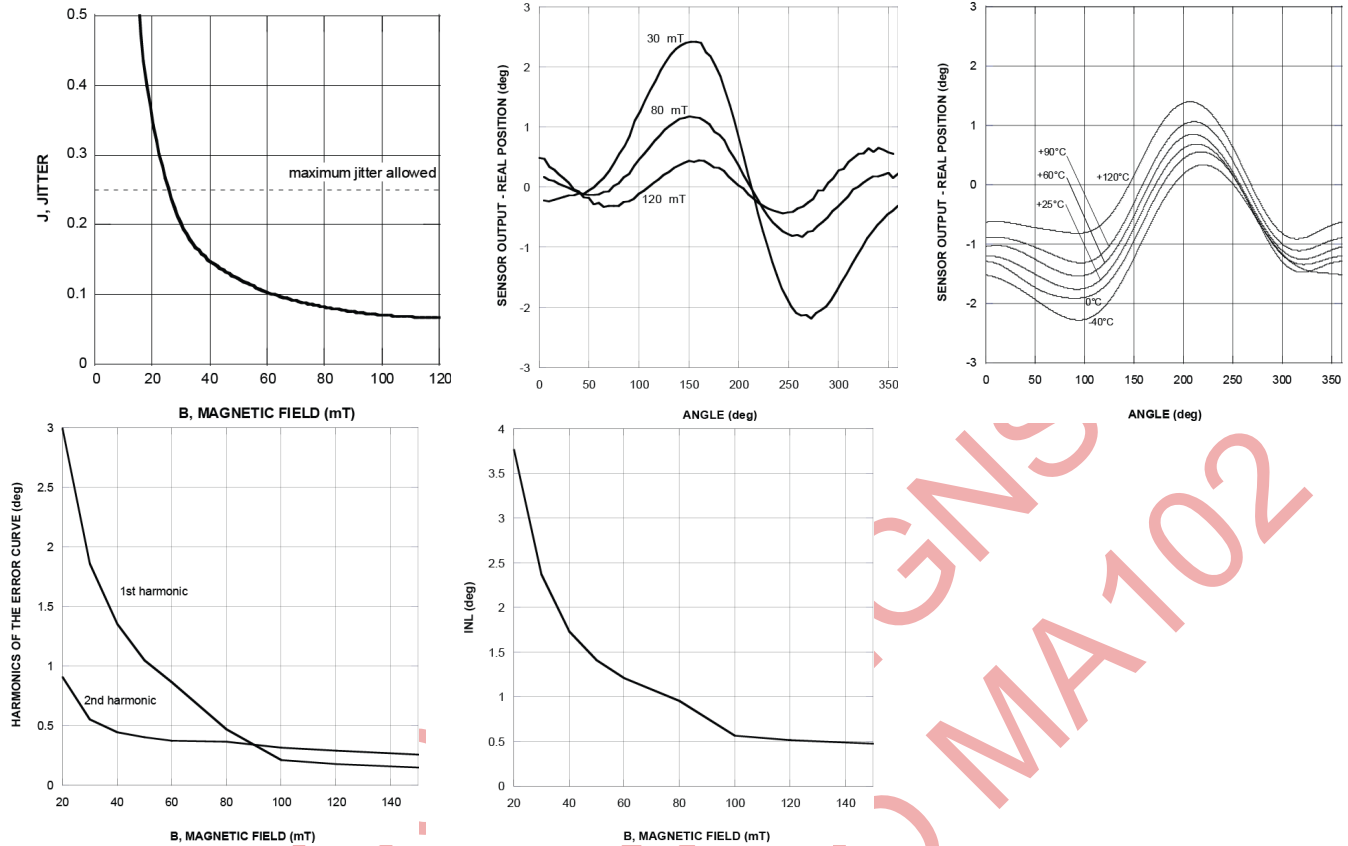 0.5
0.4
0.3
0.2
0.1
0
J, JITTER
maximum jitter allowed
0 20 40 60 80 100 120
B, MAGNETIC FIELD (mT)
3
2
1
0
-1
-2
-3
SENSOR OUTPUT - REAL POSITION (deg)
30 mT
80 mT
120 mT
0 50 100 150 200 250 300 350
ANGLE (deg)
3
2
1
0
-1
-2
-3
SENSOR OUTPUT - REAL POSITION (deg)
+90°C
+120°C
+60°C
+25°C
0°C
-40°C
0 50 100 150 200 250 300 350
ANGLE (deg)
3
2.5
2
1.5
1
0.5
0
HARMONICS OF THE ERROR CURVE (deg)
1st harmonic
2nd harmonic
20 40 60 80 100 120 140
B, MAGNETIC FIELD (mT)
4
3.5
3
2.5
2
1.5
1
0.5
0
INL (deg)
20 40 60 80 100 120 140
B, MAGNETIC FIELD (mT)
GNS
MA102